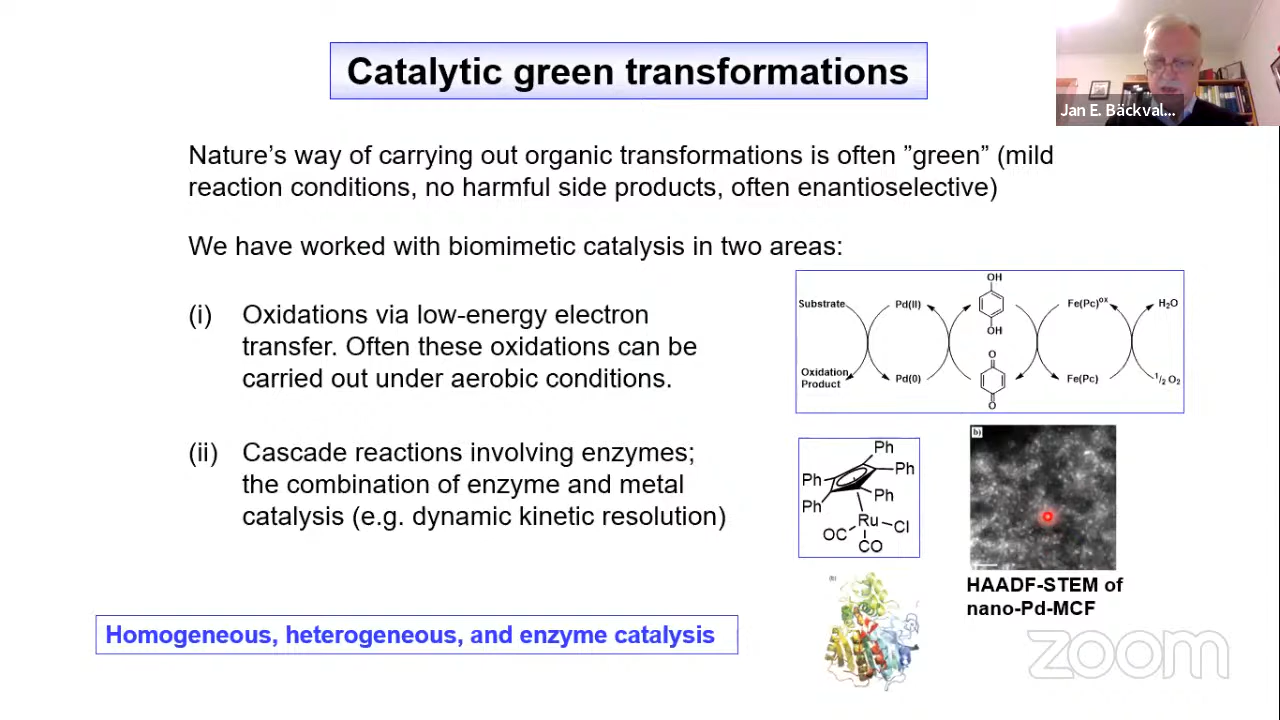 Catalytic green transformations
Jan E. Bäckval...
Nature's way of carrying out organic transformations is often ”green” (mild
reaction conditions, no harmful side products, often enantioselective)
We have worked with biomimetic catalysis in two areas:
(i) Oxidations via low-energy electron
transfer. Often these oxidations can be
carried out under aerobic conditions.
Substrate
Pd(II)
OH
OH
Fe(Pc)ox
H2O
Oxidation
Product
Pd(0)
O
O
Fe(Pc)
1/2 O2
(ii) Cascade reactions involving enzymes;
the combination of enzyme and metal
catalysis (e.g. dynamic kinetic resolution)
Ph
Ph
Ph
Ph
Ph
Ru
Cl
OC
CO
b)
HAADF-STEM of
nano-Pd-MCF
(b)
Homogeneous, heterogeneous, and enzyme catalysis
zoom